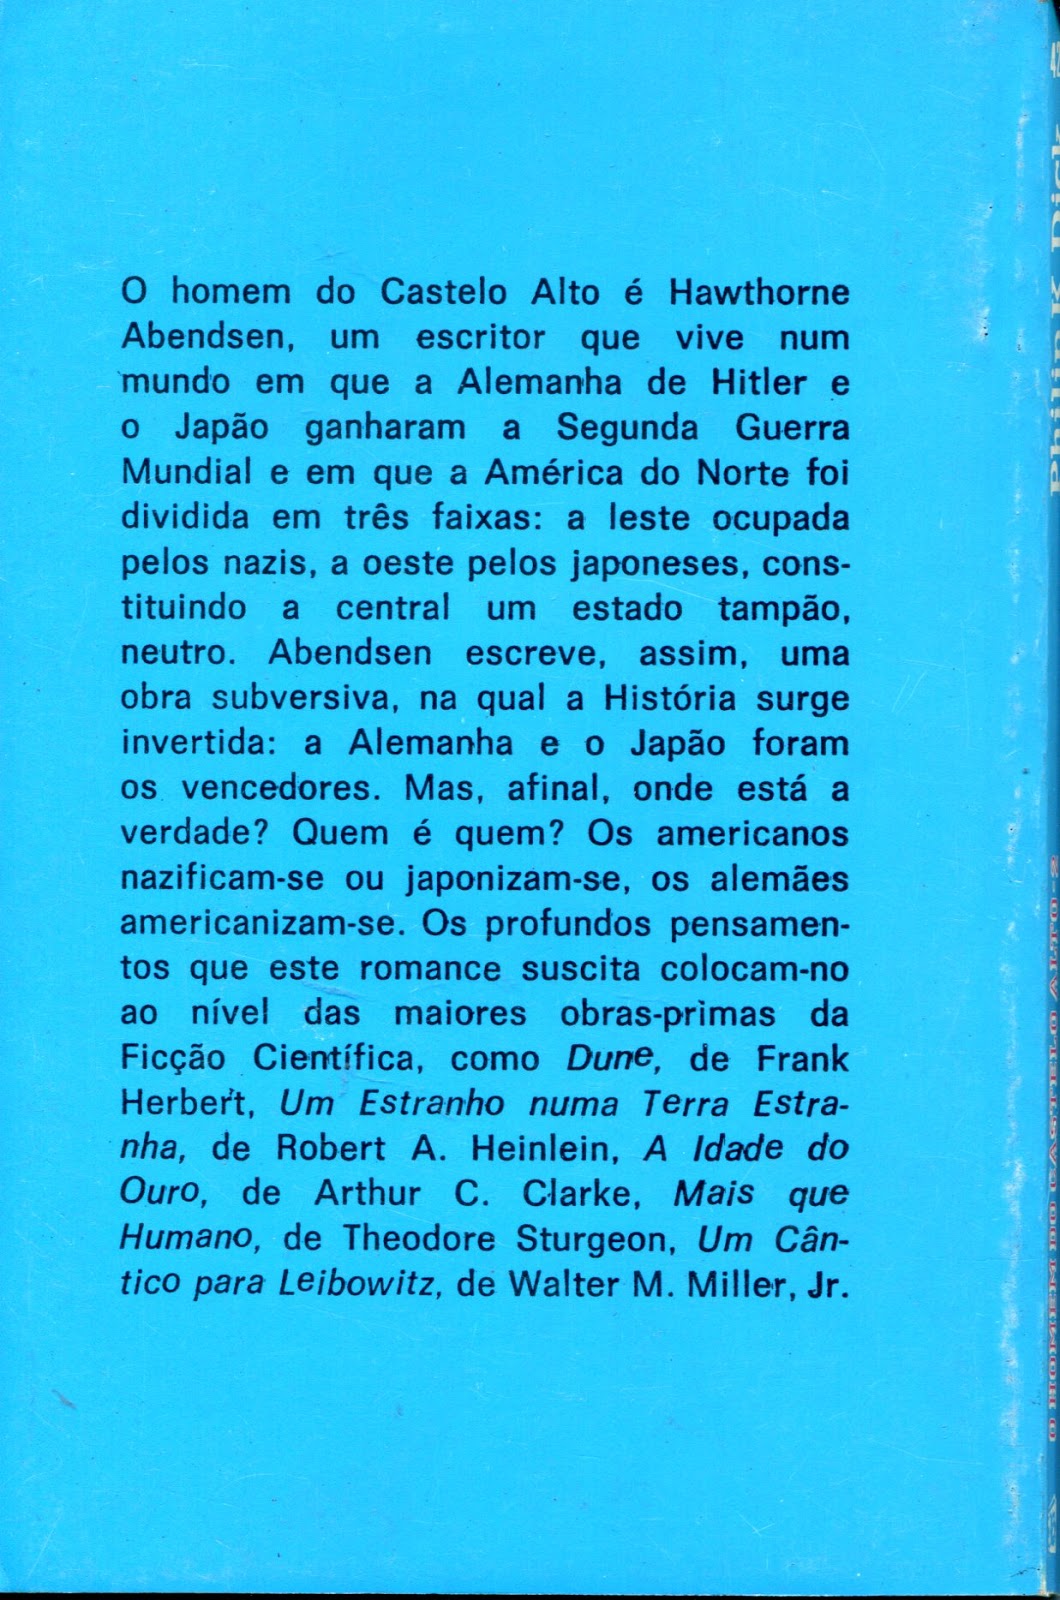 O homem do Castelo Alto é Hawthorne
Abendsen, um escritor que vive num
mundo em que a Alemanha de Hitler e
o Japão ganharam a Segunda Guerra
Mundial e em que a América do Norte foi
dividida em três faixas: a leste ocupada
pelos nazis, a oeste pelos japoneses, cons-
tituindo a central um estado tampão,
neutro. Abendsen escreve, assim, uma
obra subversiva, na qual a História surge
invertida: a Alemanha e o Japão foram
os vencedores. Mas, afinal, onde está a
verdade? Quem é quem? Os americanos
nazificam-se ou japonizam-se, os alemães
americanizam-se. Os profundos pensamen-
tos que este romance suscita colocam-no
ao nível das maiores obras-primas da
Ficção Científica, como Dune, de Frank
Herbert, Um Estranho numa Terra Estra-
nha, de Robert A. Heinlein, A Idade do
Ouro, de Arthur C. Clarke, Mais que
Humano, de Theodore Sturgeon, Um Cân-
tico para Leibowitz, de Walter M. Miller, Jr.
Philip K. Dick
O HOMEM DO CASTELO ALTO 2